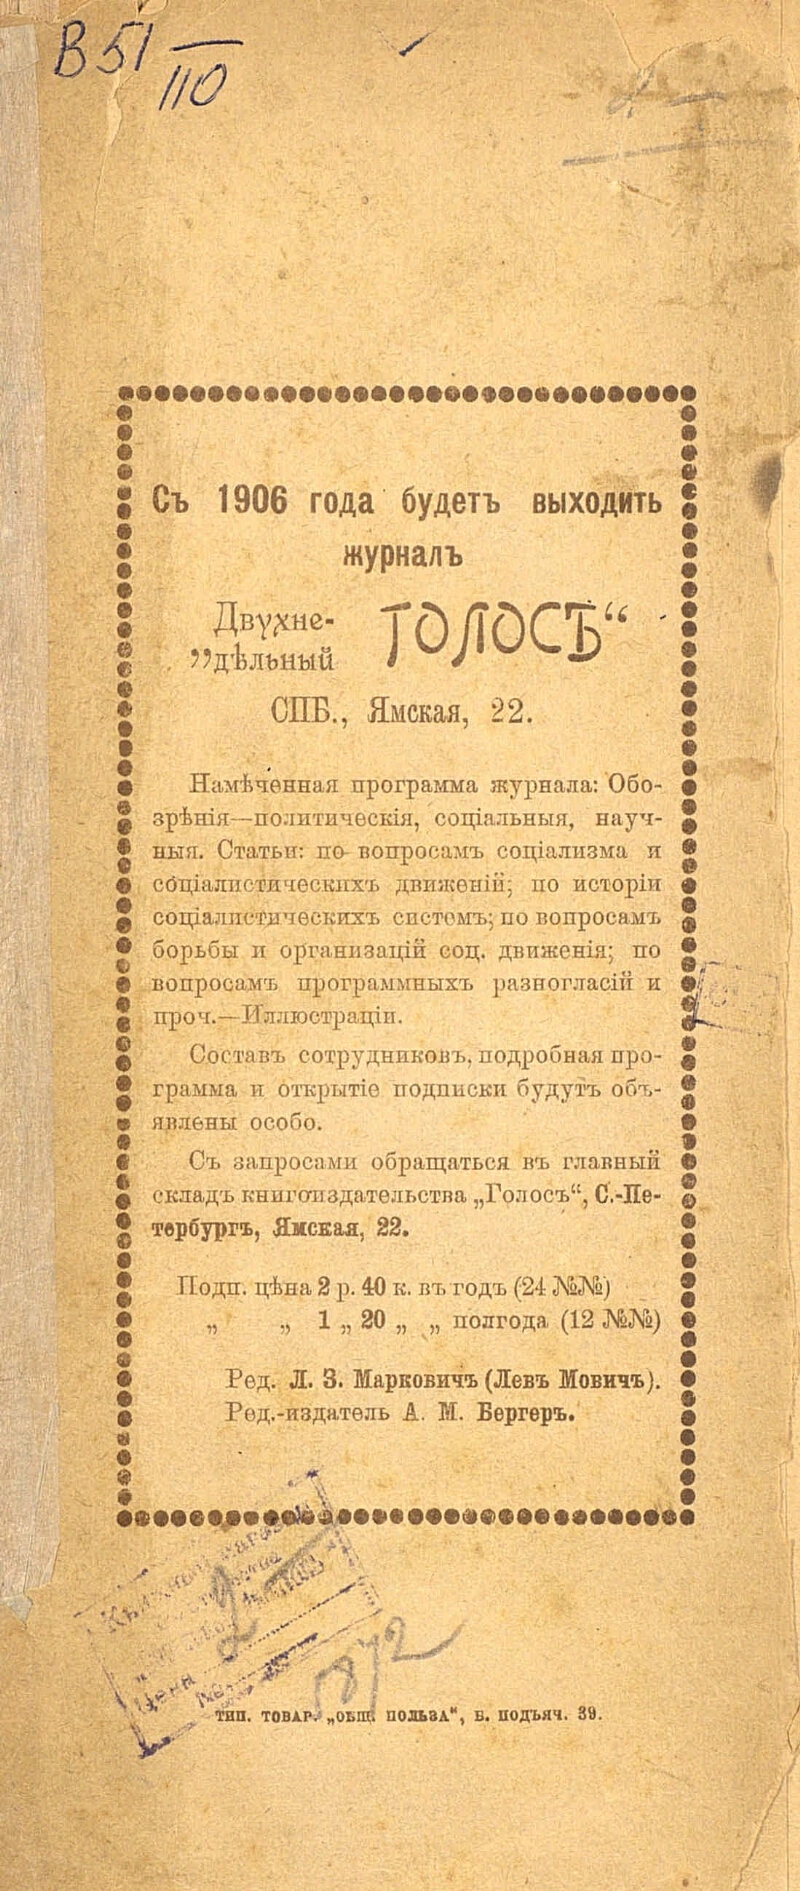 В 51
110
Съ 1906 года будетъ выходить
журналъ
Двухне-
„дѣльный ГОЛОСЪ“
СПБ., Ямская, 22.
Намѣченная программа журнала: Обо-
зрѣнія—политическія, соціальныя, науч-
ныя. Статьи: по вопросамъ соціализма и
соціалистическихъ движеній; по исторіи
соціалистическихъ системъ; по вопросамъ
борьбы и организацій соц. движенія; по
вопросамъ программныхъ разногласій и
проч.—Иллюстраціи.
Составъ сотрудниковъ, подробная про-
грамма и открытіе подписки будутъ объ-
явлены особо.
Съ запросами обращаться въ главный
складъ книгоиздательства „Голосъ“, С.-Пе-
тербургъ, Ямская, 22.
Подп. цѣна 2 р. 40 к. въ годъ (24 №№)
„ „ 1 „ 20 „ „ полгода (12 №№)
Ред. Л. З. Марковичъ (Левъ Мовичъ).
Ред.-издатель А. М. Бергеръ.
Книжный
Цѣна
1872
тип. товар. „общ. польза“, б. подъяч. 39.